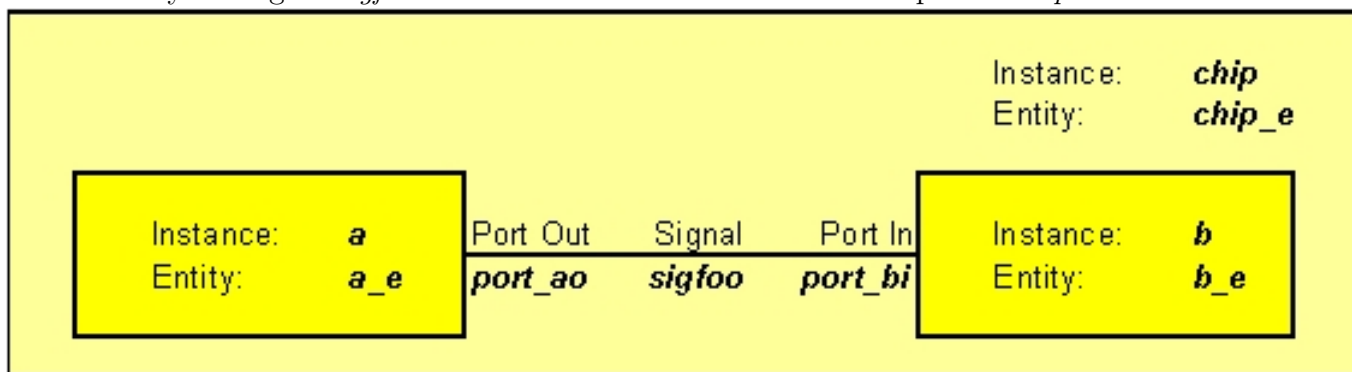 Instance: chip
Entity: chip_e
Instance: a Port Out Signal Port In Instance: b
Entity: a_e port_ao sigfoo port_bi Entity: b_e